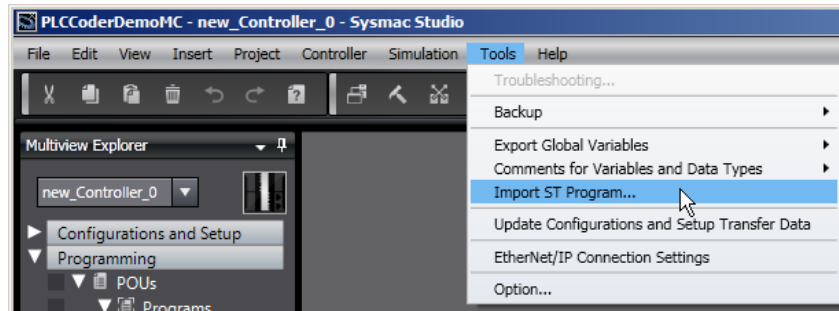 PLCCoderDemoMC - new_Controller_0 - Sysmac Studio
File Edit View Insert Project Controller Simulation Tools Help
Troubleshooting...
Backup
Multiview Explorer
Export Global Variables
Comments for Variables and Data Types
new_Controller_0
Import ST Program...
Configurations and Setup
Update Configurations and Setup Transfer Data
Programming
EtherNet/IP Connection Settings
POUs
Option...
Programs